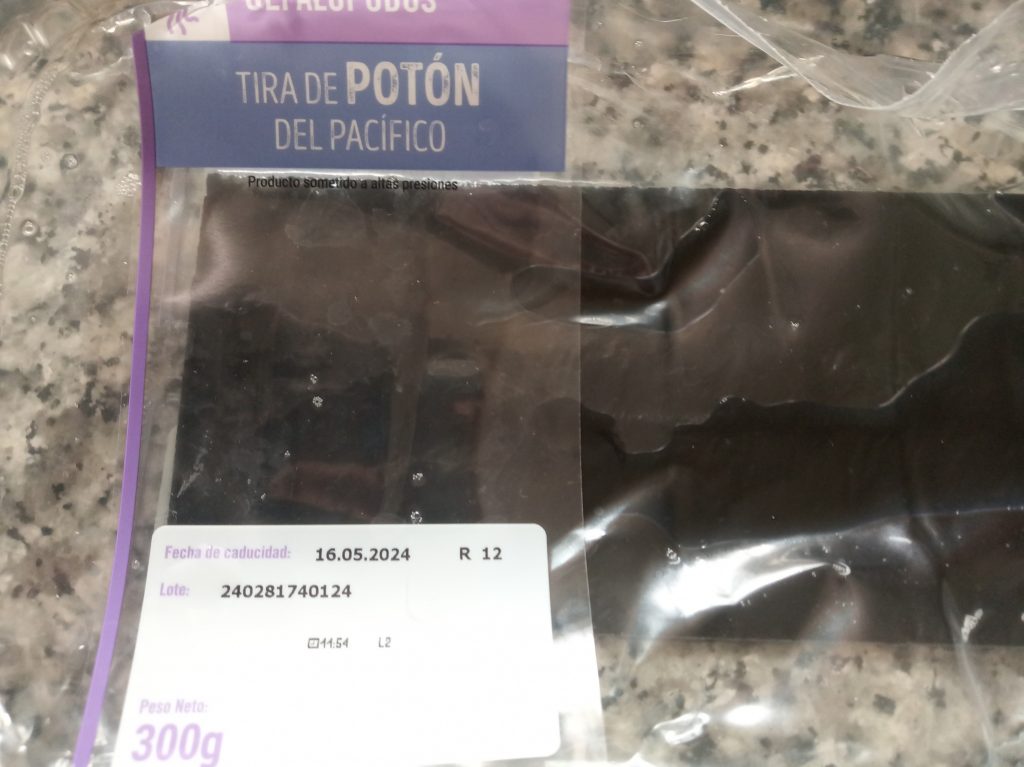 CEFALÓPODOS
TIRA DE POTÓN
DEL PACÍFICO
Producto sometido a altas presiones
Fecha de caducidad: 16.05.2024 R 12
Lote: 240281740124
11:54 L2
Peso Neto:
300g